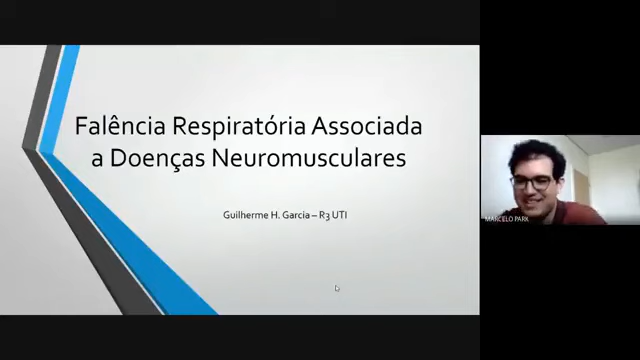 Falência Respiratória Associada
a Doenças Neuromusculares
Guilherme H. Garcia – R3 UTI
MARCELO PARK